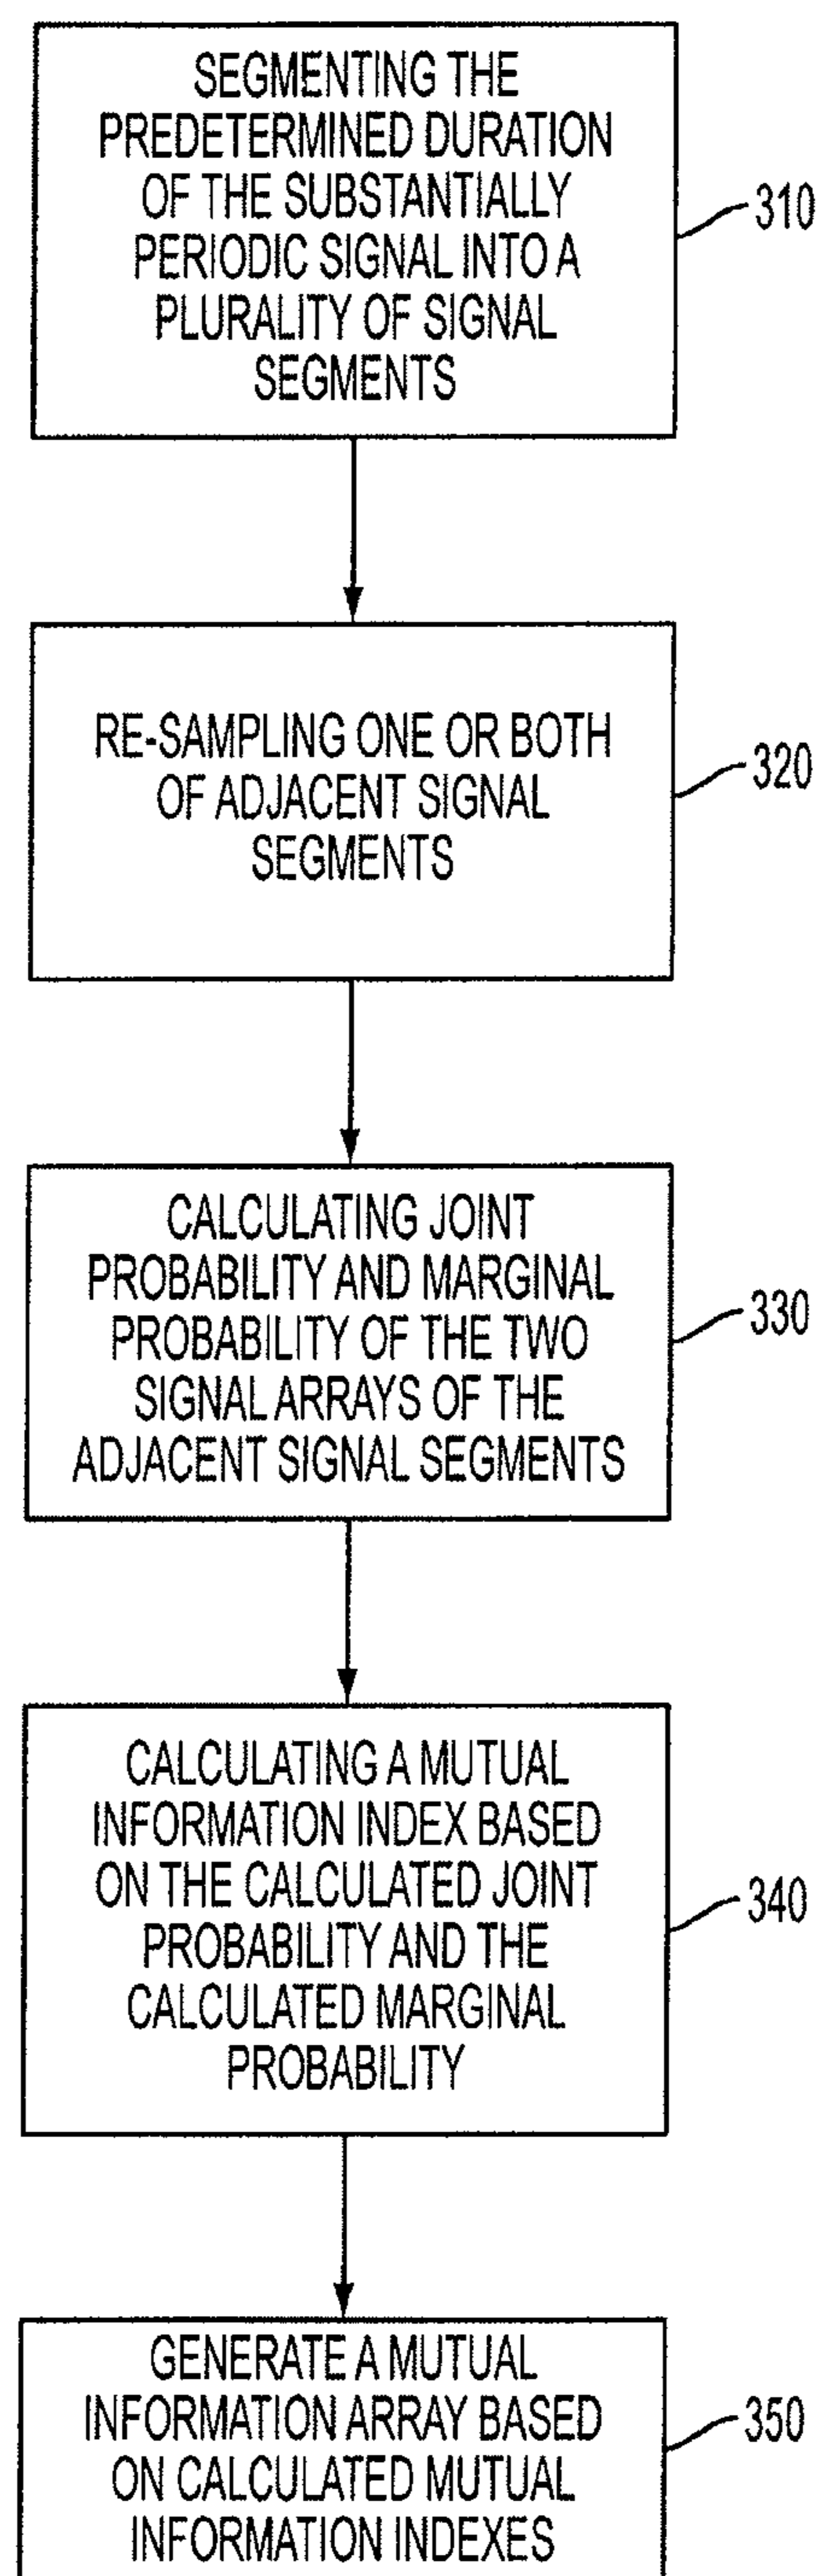 SEGMENTING THE
PREDETERMINED DURATION
OF THE SUBSTANTIALLY
PERIODIC SIGNAL INTO A
PLURALITY OF SIGNAL
SEGMENTS
310
RE-SAMPLING ONE OR BOTH
OF ADJACENT SIGNAL
SEGMENTS
320
CALCULATING JOINT
PROBABILITY AND MARGINAL
PROBABILITY OF THE TWO
SIGNAL ARRAYS OF THE
ADJACENT SIGNAL SEGMENTS
330
CALCULATING A MUTUAL
INFORMATION INDEX BASED
ON THE CALCULATED JOINT
PROBABILITY AND THE
CALCULATED MARGINAL
PROBABILITY
340
GENERATE A MUTUAL
INFORMATION ARRAY BASED
ON CALCULATED MUTUAL
INFORMATION INDEXES
350